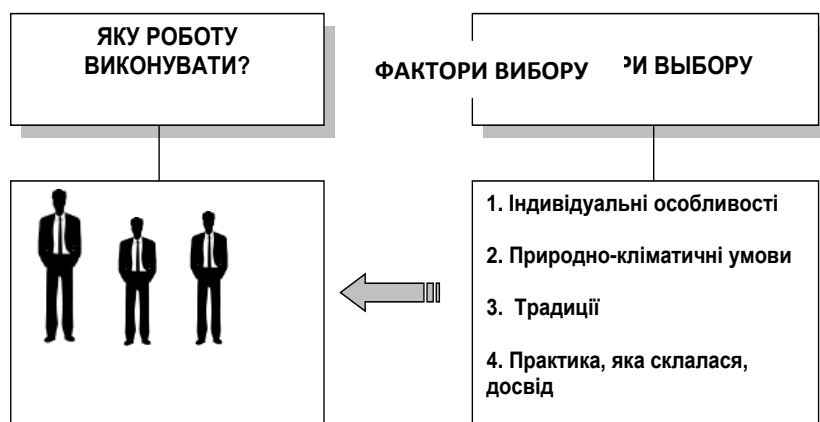 ЯКУ РОБОТУ
ВИКОНУВАТИ?
ФАКТОРИ ВИБОРУ
РИ ВЫБОРУ
1. Індивідуальні особливості
2. Природно-кліматичні умови
3. Традиції
4. Практика, яка склалася,
досвід